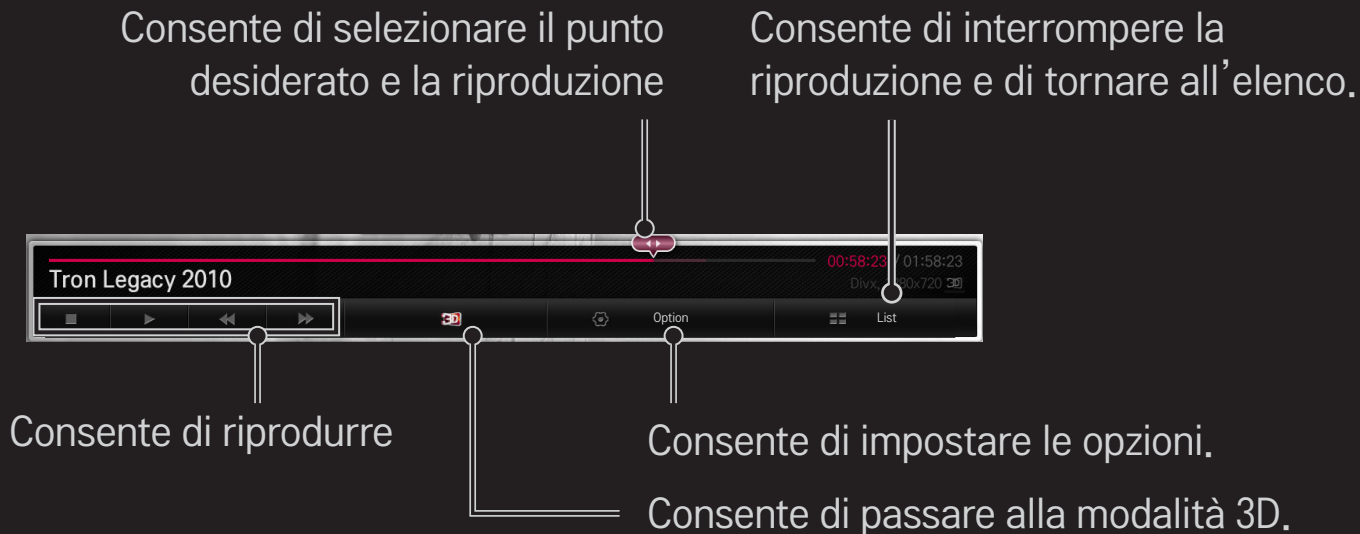 Consente di selezionare il punto
desiderato e la riproduzione
Consente di interrompere la
riproduzione e di tornare all’elenco.
00:58:23 / 01:58:23
Tron Legacy 2010
Divx, 80x720 3D
3D
Option
List
Consente di riprodurre
Consente di impostare le opzioni.
Consente di passare alla modalità 3D.